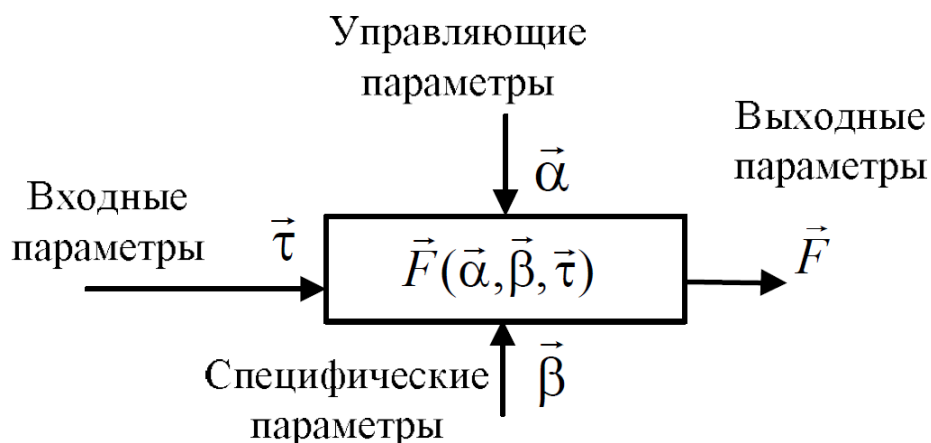 Управляющие
параметры
α⃗
Выходные
параметры
Входные
параметры
τ⃗
F⃗(α⃗,β⃗,τ⃗)
F⃗
Специфические
параметры
β⃗